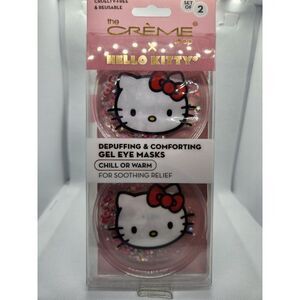 CRUELTY-FREE
& REUSABLE
SET OF 2
the
CRÈME
shop
×
HELLO KITTY
DEPUFFING & COMFORTING
GEL EYE MASKS
CHILL OR WARM
FOR SOOTHING RELIEF